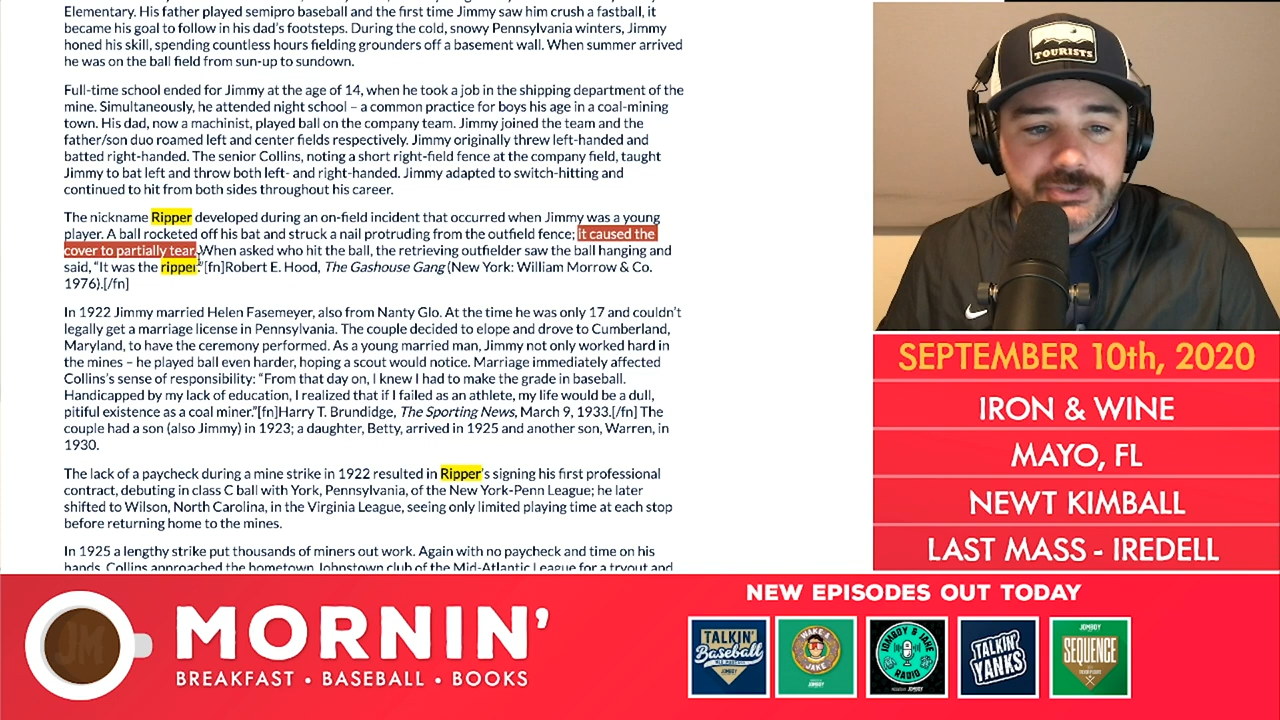 Elementary. His father played semipro baseball and the first time Jimmy saw him crush a fastball, it
became his goal to follow in his dad's footsteps. During the cold, snowy Pennsylvania winters, Jimmy
honed his skill, spending countless hours fielding grounders off a basement wall. When summer arrived
he was on the ball field from sun-up to sundown.
Full-time school ended for Jimmy at the age of 14, when he took a job in the shipping department of the
mine. Simultaneously, he attended night school – a common practice for boys his age in a coal-mining
town. His dad, now a machinist, played ball on the company team. Jimmy joined the team and the
father/son duo roamed left and center fields respectively. Jimmy originally threw left-handed and
batted right-handed. The senior Collins, noting a short right-field fence at the company field, taught
Jimmy to bat left and throw both left- and right-handed. Jimmy adapted to switch-hitting and
continued to hit from both sides throughout his career.
The nickname Ripper developed during an on-field incident that occurred when Jimmy was a young
player. A ball rocketed off his bat and struck a nail protruding from the outfield fence; it caused the
cover to partially tear. When asked who hit the ball, the retrieving outfielder saw the ball hanging and
said, "It was the ripper."[fn]Robert E. Hood, The Gashouse Gang (New York: William Morrow & Co.
1976).[/fn]
In 1922 Jimmy married Helen Fasemeyer, also from Nanty Glo. At the time he was only 17 and couldn't
legally get a marriage license in Pennsylvania. The couple decided to elope and drove to Cumberland,
Maryland, to have the ceremony performed. As a young married man, Jimmy not only worked hard in
the mines – he played ball even harder, hoping a scout would notice. Marriage immediately affected
Collins's sense of responsibility: "From that day on, I knew I had to make the grade in baseball.
Handicapped by my lack of education, I realized that if I failed as an athlete, my life would be a dull,
pitiful existence as a coal miner."[fn]Harry T. Brundidge, The Sporting News, March 9, 1933.[/fn] The
couple had a son (also Jimmy) in 1923; a daughter, Betty, arrived in 1925 and another son, Warren, in
1930.
The lack of a paycheck during a mine strike in 1922 resulted in Ripper's signing his first professional
contract, debuting in class C ball with York, Pennsylvania, of the New York-Penn League; he later
shifted to Wilson, North Carolina, in the Virginia League, seeing only limited playing time at each stop
before returning home to the mines.
In 1925 a lengthy strike put thousands of miners out work. Again with no paycheck and time on his
hands, Collins approached the hometown Johnstown club of the Mid-Atlantic League for a tryout and
TOURISTS
SEPTEMBER 10th, 2020
IRON & WINE
MAYO, FL
NEWT KIMBALL
LAST MASS - IREDELL
JM
MORNIN'
BREAKFAST • BASEBALL • BOOKS
NEW EPISODES OUT TODAY
TALKIN' Baseball
JOMBOY
WAKE & JAKE
JOMBOY & JAKE RADIO
TALKIN' YANKS
JOMBOY
SEQUENCE